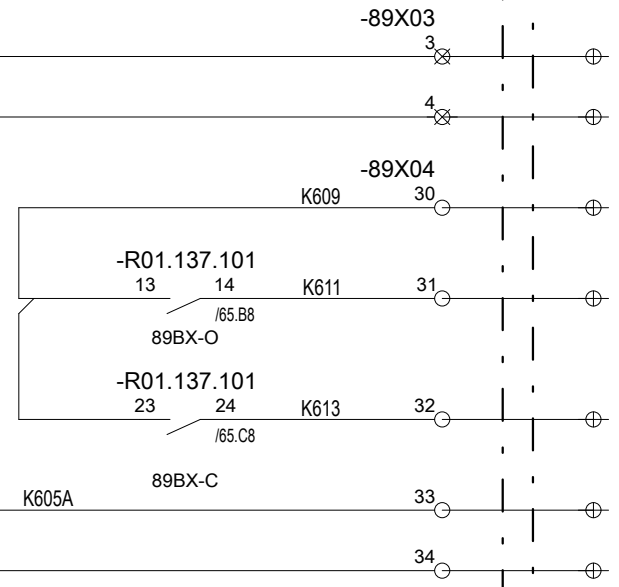 -89X03
3
4
-89X04
K609 30
-R01.137.101
13 14 K611 31
/65.B8
89BX-O
-R01.137.101
23 24 K613 32
/65.C8
89BX-C
K605A 33
34